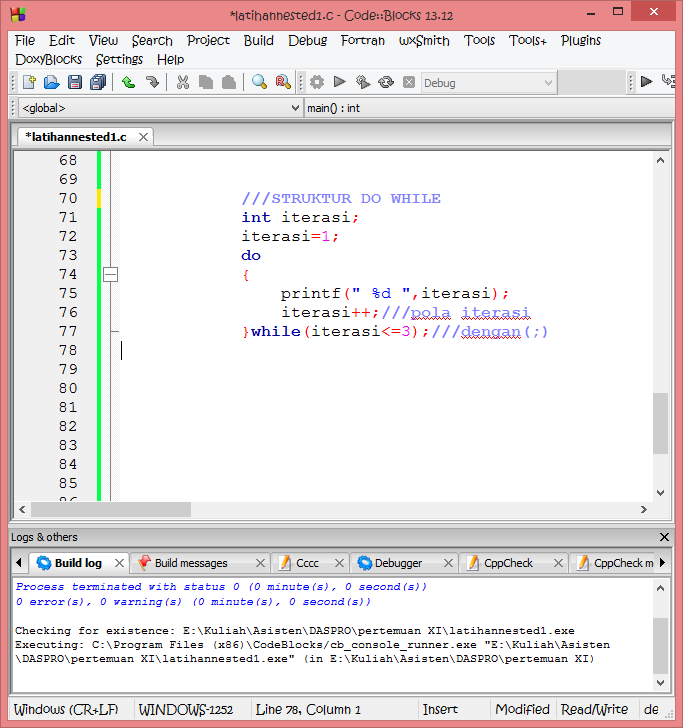 *latihannested1.c - Code::Blocks 13.12
File Edit View Search Project Build Debug Fortran wxSmith Tools Tools+ Plugins
DoxyBlocks Settings Help
Debug
<global> main() : int
*latihannested1.c
68
69
70 ///STRUKTUR DO WHILE
71 int iterasi;
72 iterasi=1;
73 do
74 {
75 printf(" %d ",iterasi);
76 iterasi++;///pola iterasi
77 }while(iterasi<=3);///dengan(;)
78
79
80
81
82
83
84
85
86
Logs & others
Build log Build messages Cccc Debugger CppCheck CppCheck m
Process terminated with status 0 (0 minute(s), 0 second(s))
0 error(s), 0 warning(s) (0 minute(s), 0 second(s))
Checking for existence: E:\Kuliah\Asisten\DASPRO\pertemuan XI\latihannested1.exe
Executing: C:\Program Files (x86)\CodeBlocks/cb_console_runner.exe "E:\Kuliah\Asisten
\DASPRO\pertemuan XI\latihannested1.exe" (in E:\Kuliah\Asisten\DASPRO\pertemuan XI)
Windows (CR+LF) WINDOWS-1252 Line 78, Column 1 Insert Modified Read/Write de